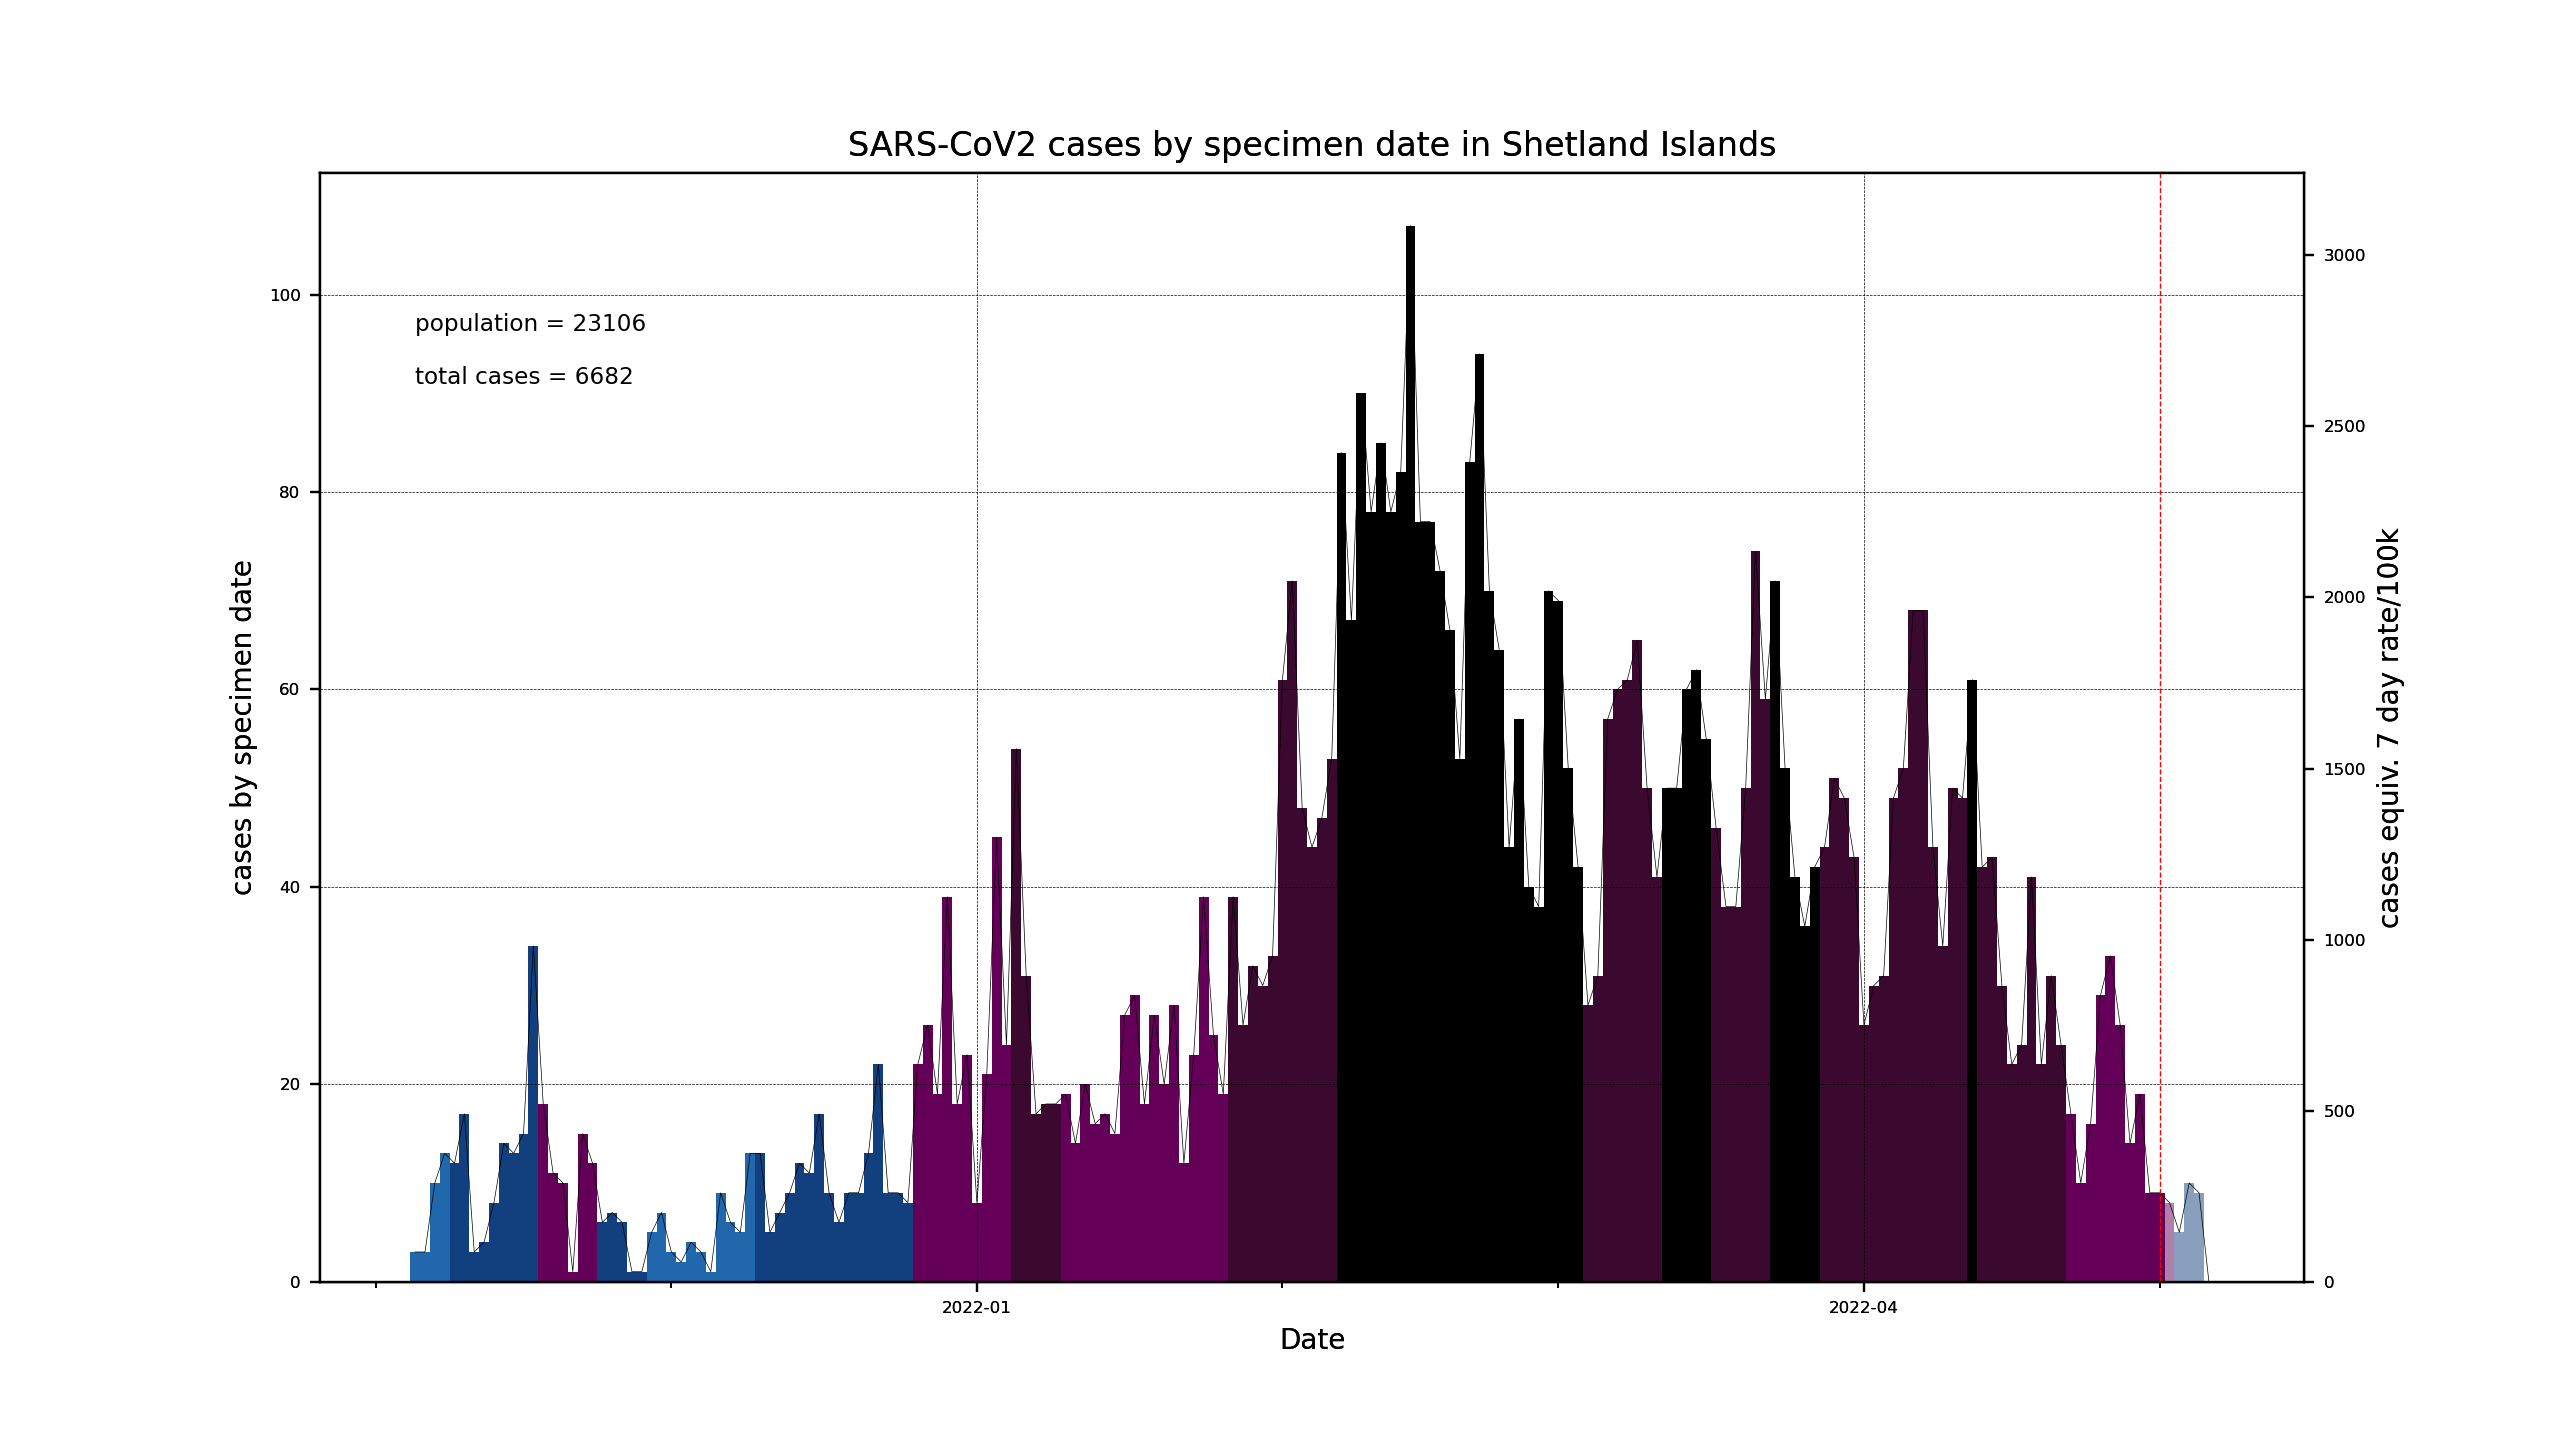 SARS-CoV2 cases by specimen date in Shetland Islands
population = 23106
total cases = 6682
cases by specimen date
100
80
60
40
20
0
3000
2500
2000
1500
1000
500
0
cases equiv. 7 day rate/100k
2022-01
2022-04
Date